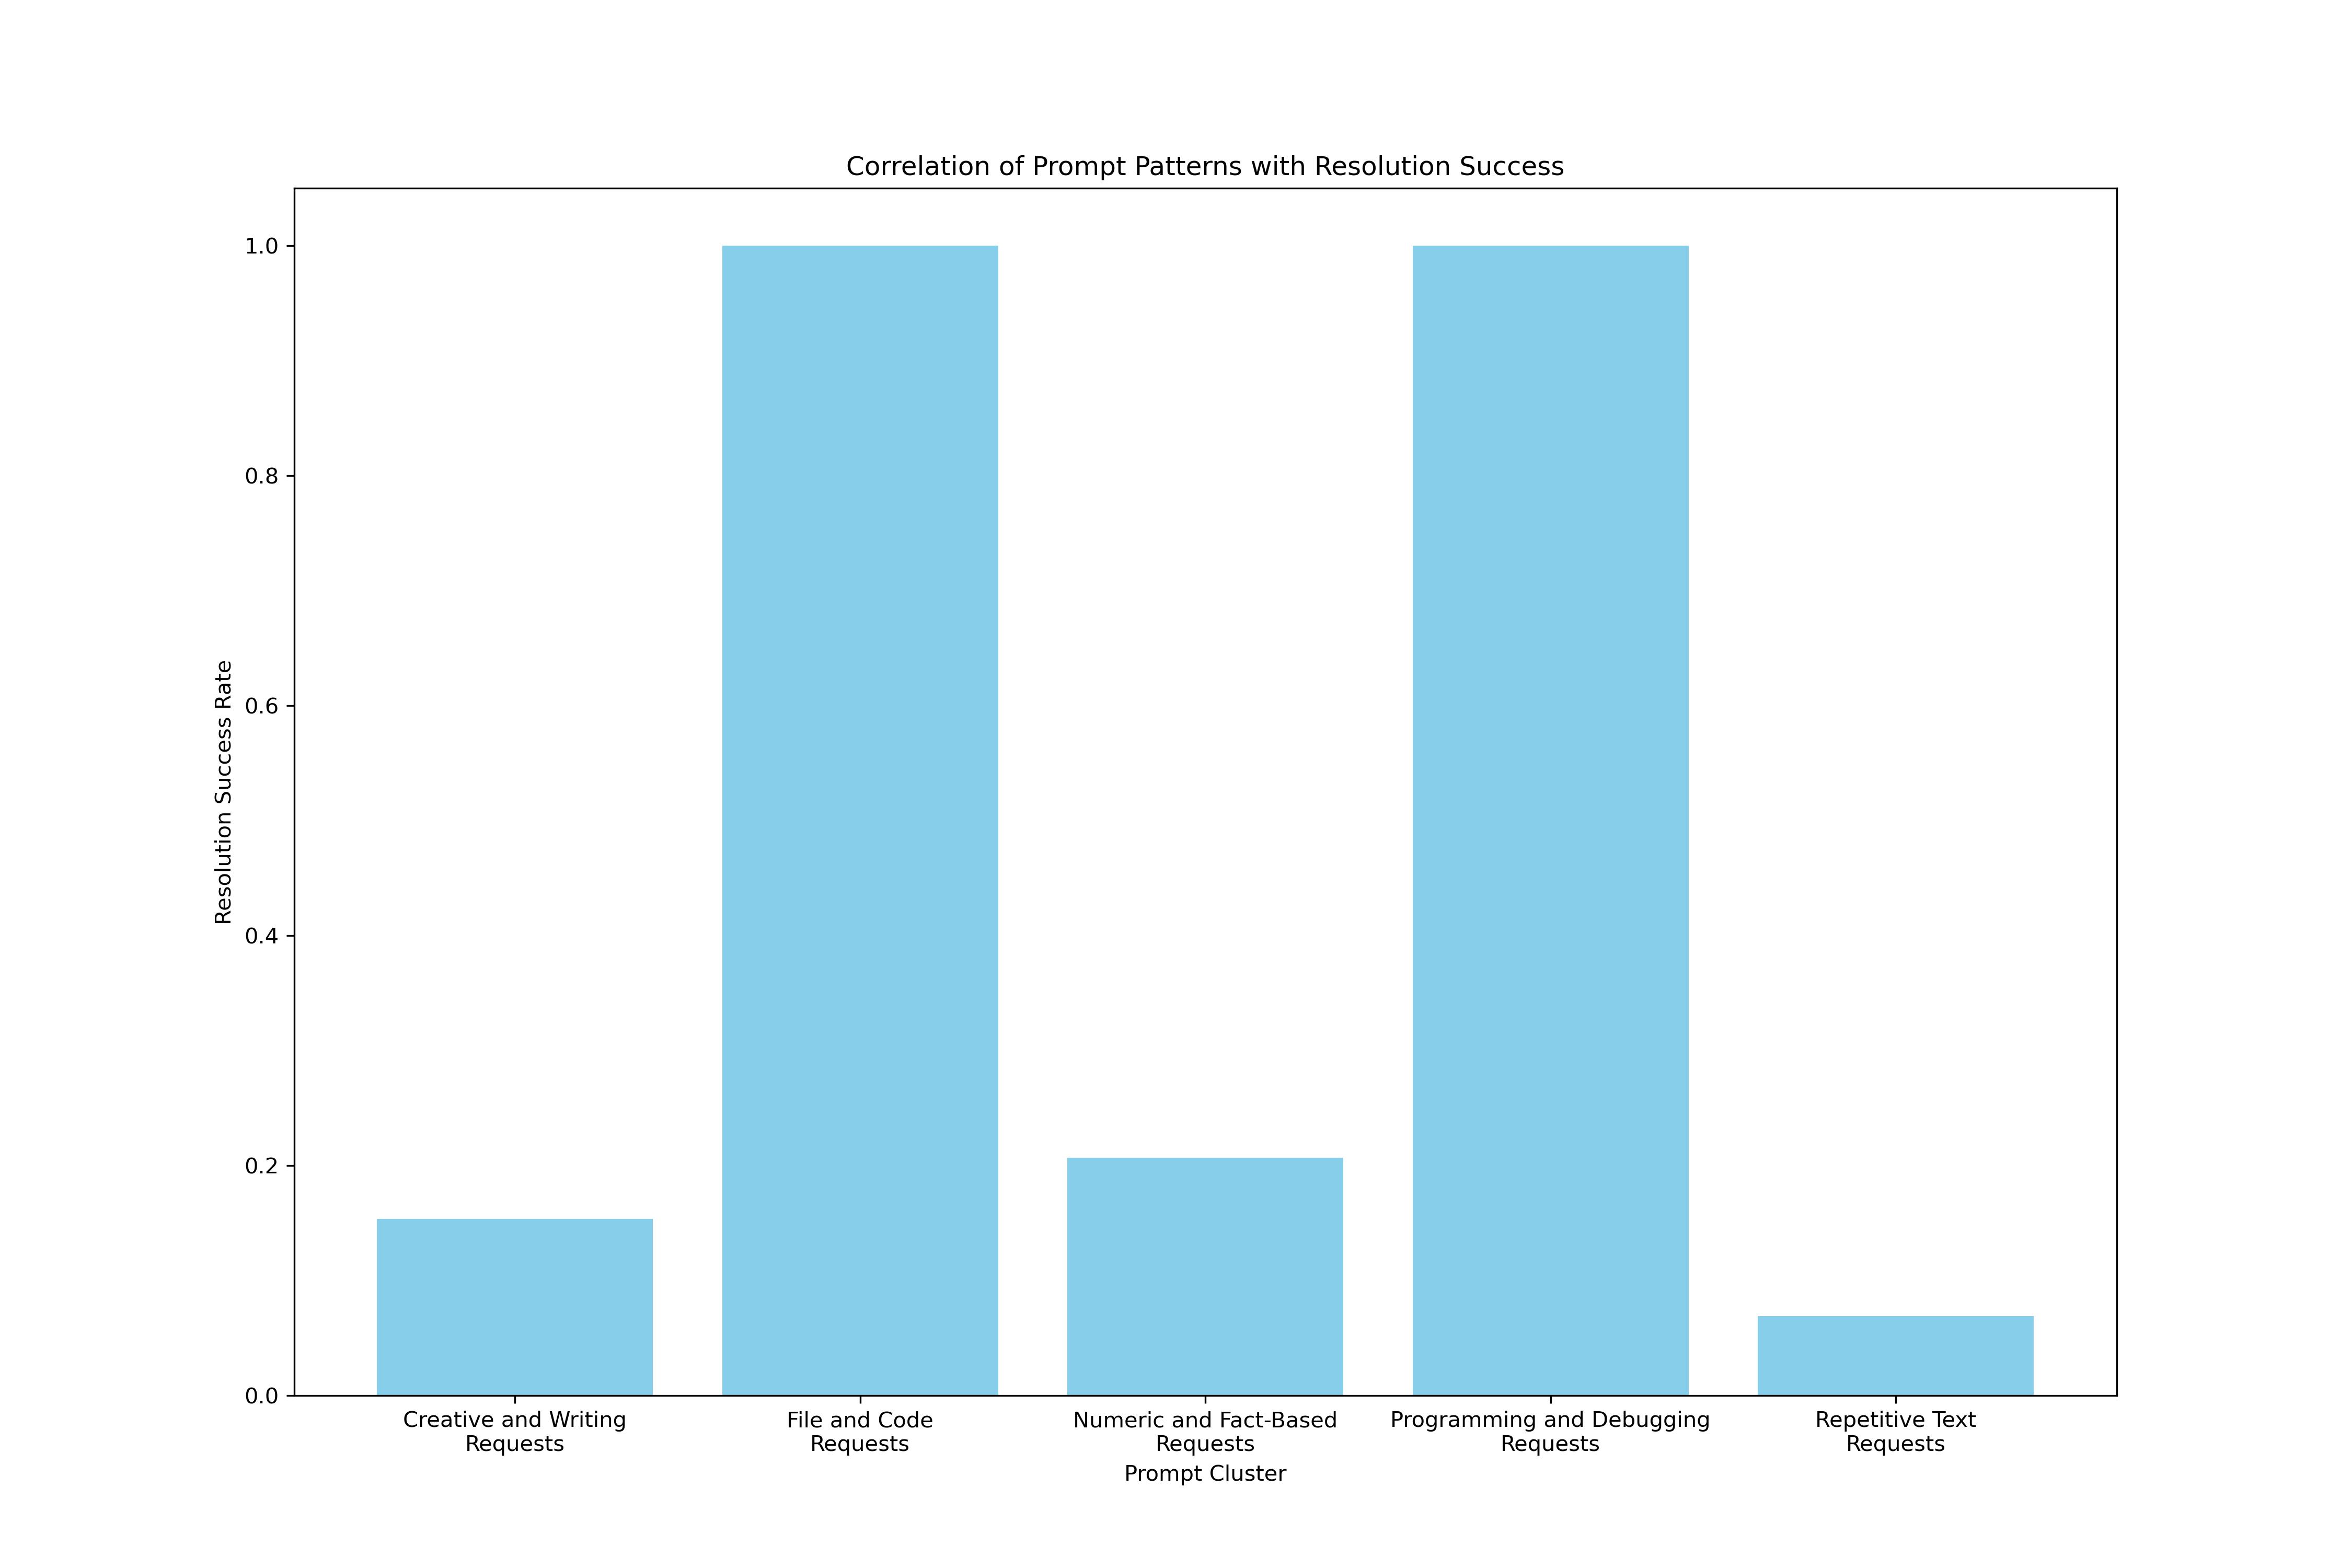 Correlation of Prompt Patterns with Resolution Success
Resolution Success Rate
1.0
0.8
0.6
0.4
0.2
0.0
Creative and Writing
Requests
File and Code
Requests
Numeric and Fact-Based
Requests
Programming and Debugging
Requests
Repetitive Text
Requests
Prompt Cluster